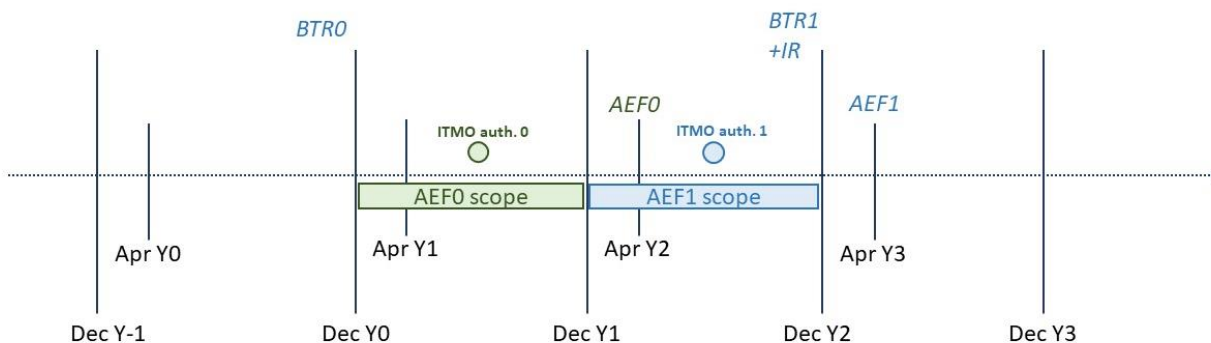 BTR0
BTR1
+IR
AEF0
AEF1
ITMO auth. 0
ITMO auth. 1
AEF0 scope
AEF1 scope
Apr Y0
Apr Y1
Apr Y2
Apr Y3
Dec Y-1
Dec Y0
Dec Y1
Dec Y2
Dec Y3